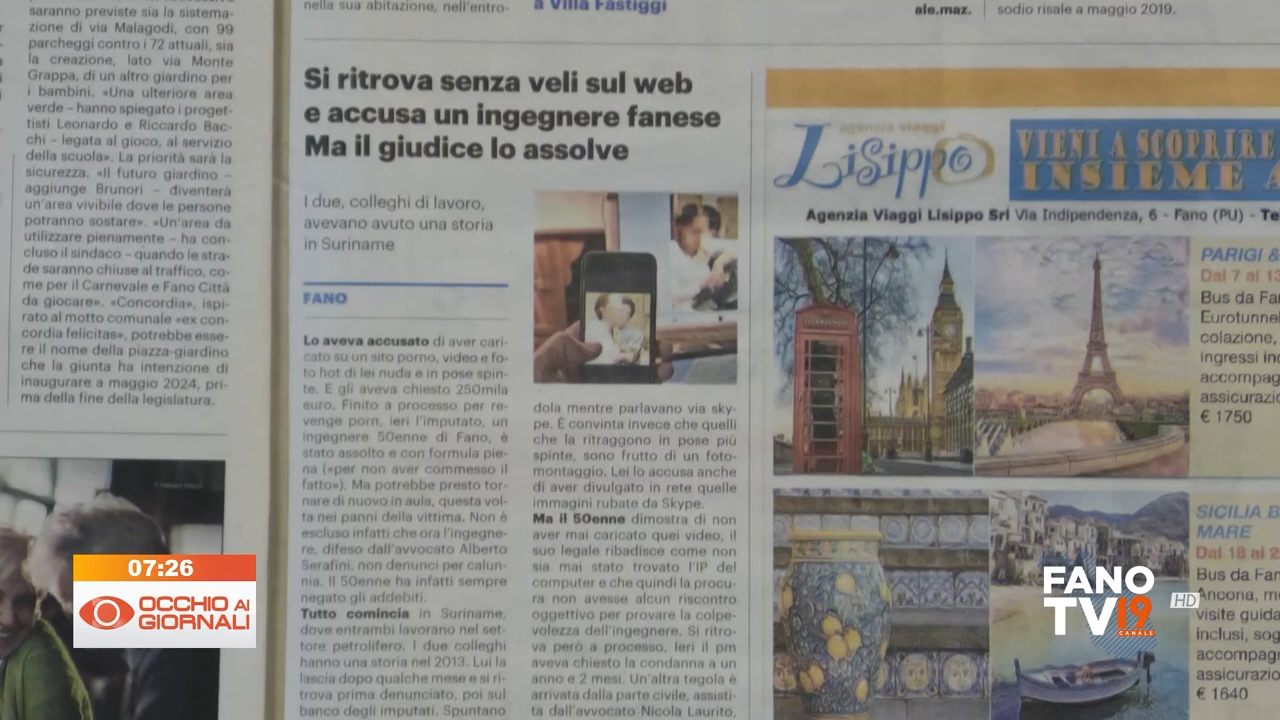 saranno previste sia la sistema-
zione di via Malagodi, con 99
parcheggi contro i 72 attuali, sia
la creazione, lato via Monte
Grappa, di un altro giardino per
i bambini. «Una ulteriore area
verde – hanno spiegato i proget-
tisti Leonardo e Riccardo Bac-
chi – legata al gioco, al servizio
della scuola». La priorità sarà la
sicurezza. «Il futuro giardino –
aggiunge Brunori – diventerà
un'area vivibile dove le persone
potranno sostare». «Un'area da
utilizzare pienamente – ha con-
cluso il sindaco – quando le stra-
de saranno chiuse al traffico, co-
me per il Carnevale e Fano Città
da giocare». «Concordia», ispi-
rato al motto comunale «ex con-
cordia felicitas», potrebbe esse-
re il nome della piazza-giardino
che la giunta ha intenzione di
inaugurare a maggio 2024, pri-
ma della fine della legislatura.
nella sua abitazione, nell'entro-
a Villa Fastiggi
ale.maz.
sodio risale a maggio 2019.
Si ritrova senza veli sul web
e accusa un ingegnere fanese
Ma il giudice lo assolve
I due, colleghi di lavoro,
avevano avuto una storia
in Suriname
FANO
Lo aveva accusato di aver cari-
cato su un sito porno, video e fo-
to hot di lei nuda e in pose spin-
te. E gli aveva chiesto 250mila
euro. Finito a processo per re-
venge porn, ieri l'imputato, un
ingegnere 50enne di Fano, è
stato assolto e con formula pie-
na («per non aver commesso il
fatto»). Ma potrebbe presto tor-
nare di nuovo in aula, questa vol-
ta nei panni della vittima. Non è
escluso infatti che ora l'ingegne-
re, difeso dall'avvocato Alberto
Serafini, non denunci per calun-
nia. Il 50enne ha infatti sempre
negato gli addebiti.
Tutto comincia in Suriname,
dove entrambi lavorano nel set-
tore petrolifero. I due colleghi
hanno una storia nel 2013. Lui la
lascia dopo qualche mese e si ri-
trova prima denunciato, poi sul
banco degli imputati. Spuntano
dola mentre parlavano via sky-
pe. È convinta invece che quelli
che la ritraggono in pose più
spinte, sono frutto di un foto-
montaggio. Lei lo accusa anche
di aver divulgato in rete quelle
immagini rubate da Skype.
Ma il 50enne dimostra di non
aver mai caricato quei video, il
suo legale ribadisce come non
sia mai stato trovato l'IP del
computer e che quindi la procu-
ra non avesse alcun riscontro
oggettivo per provare la colpe-
volezza dell'ingegnere. Si ritro-
va però a processo. Ieri il pm
aveva chiesto la condanna a un
anno e 2 mesi. Un'altra tegola è
arrivata dalla parte civile, assisti-
ta dall'avvocato Nicola Laurito,
agenzia viaggi
Lisippo
VIENI A SCOPRIRE
INSIEME A
Agenzia Viaggi Lisippo Srl Via Indipendenza, 6 - Fano (PU) - Te
PARIGI &
Dal 7 al 13
Bus da Fa
Eurotunnel
colazione,
ingressi in
accompag
assicurazio
€ 1750
SICILIA B
MARE
Dal 18 al 2
Bus da Fan
Ancona, m
visite guida
inclusi, sog
accompagn
assicurazio
€ 1640
07:26
OCCHIO AI
GIORNALI
FANO
TV19
CANALE
HD